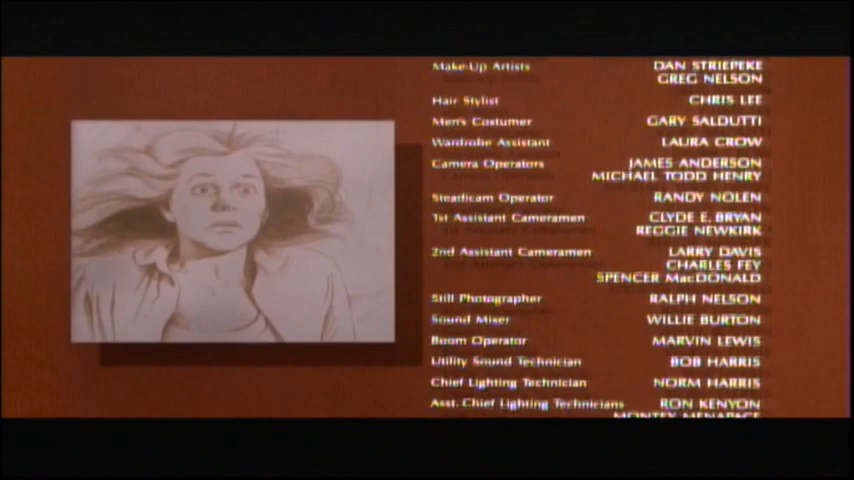 Make-Up Artists DAN STRIEPEKE
GREG NELSON
Hair Stylist CHRIS LEE
Men's Costumer GARY SALDUTTI
Wardrobe Assistant LAURA CROW
Camera Operators JAMES ANDERSON
MICHAEL TODD HENRY
Steadicam Operator RANDY NOLEN
1st Assistant Cameramen CLYDE E. BRYAN
REGGIE NEWKIRK
2nd Assistant Cameramen LARRY DAVIS
CHARLES FEY
SPENCER MacDONALD
Still Photographer RALPH NELSON
Sound Mixer WILLIE BURTON
Boom Operator MARVIN LEWIS
Utility Sound Technician BOB HARRIS
Chief Lighting Technician NORM HARRIS
Asst. Chief Lighting Technicians RON KENYON
MONTEY MENAPACE